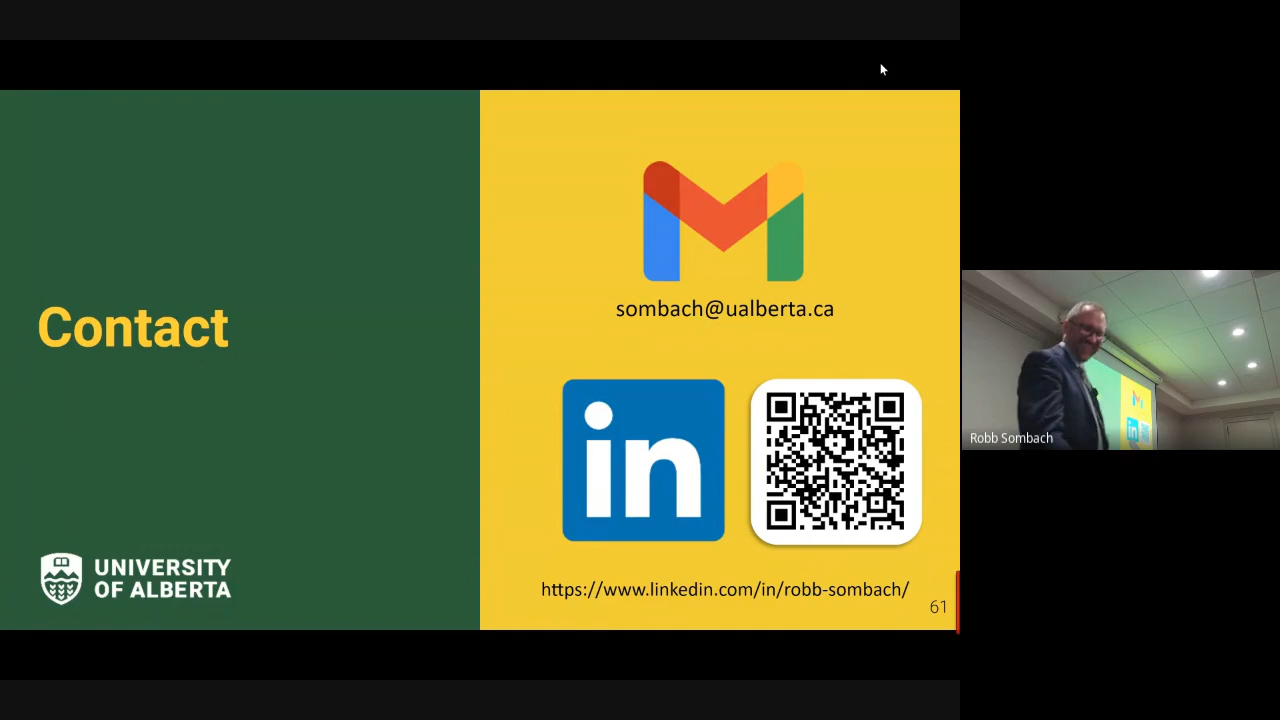 Contact
UNIVERSITY
OF ALBERTA
sombach@ualberta.ca
in
https://www.linkedin.com/in/robb-sombach/
61
Robb Sombach